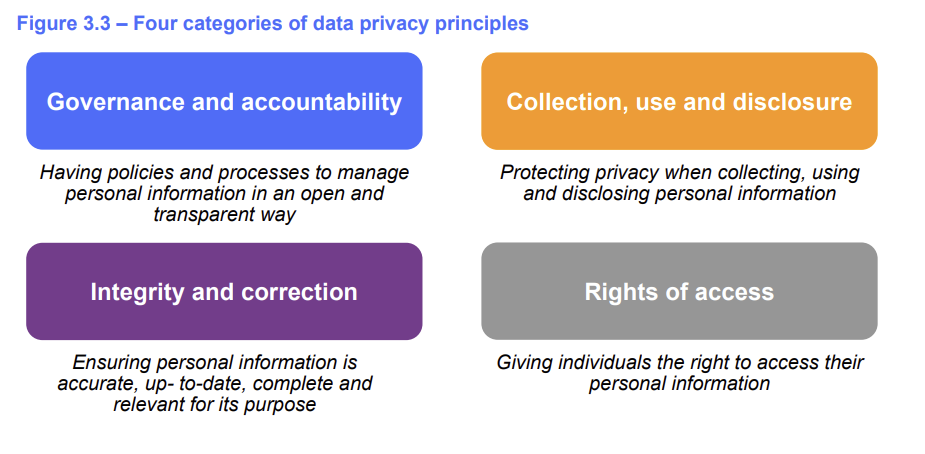 Figure 3.3 – Four categories of data privacy principles
Governance and accountability
Having policies and processes to manage
personal information in an open and
transparent way
Collection, use and disclosure
Protecting privacy when collecting, using
and disclosing personal information
Integrity and correction
Ensuring personal information is
accurate, up- to-date, complete and
relevant for its purpose
Rights of access
Giving individuals the right to access their
personal information